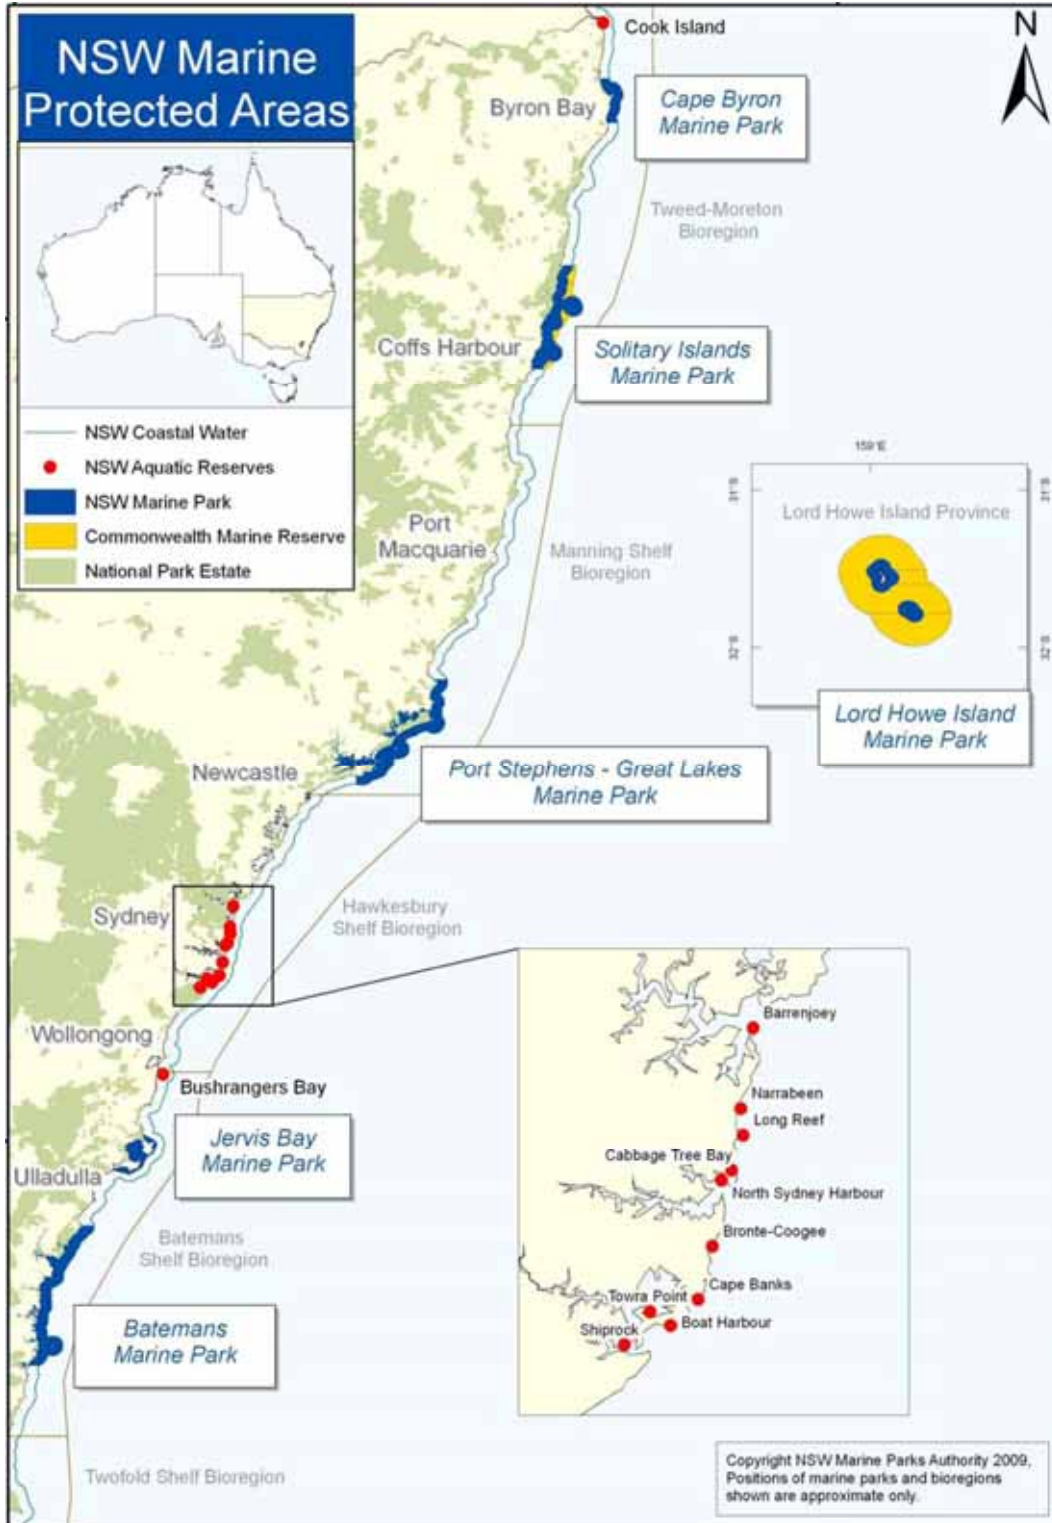 NSW Marine
Protected Areas
NSW Coastal Water
NSW Aquatic Reserves
NSW Marine Park
Commonwealth Marine Reserve
National Park Estate
N
Cook Island
Byron Bay
Cape Byron
Marine Park
Tweed-Moreton
Bioregion
Coffs Harbour
Solitary Islands
Marine Park
Port
Macquarie
Manning Shelf
Bioregion
159°E
31°S
31°S
Lord Howe Island Province
32°S
32°S
Lord Howe Island
Marine Park
Newcastle
Port Stephens - Great Lakes
Marine Park
Sydney
Hawkesbury
Shelf Bioregion
Wollongong
Bushrangers Bay
Jervis Bay
Marine Park
Ulladulla
Batemans
Shelf Bioregion
Batemans
Marine Park
Twofold Shelf Bioregion
Barrenjoey
Narrabeen
Long Reef
Cabbage Tree Bay
North Sydney Harbour
Bronte-Coogee
Cape Banks
Towra Point
Boat Harbour
Shiprock
Copyright NSW Marine Parks Authority 2009,
Positions of marine parks and bioregions
shown are approximate only.